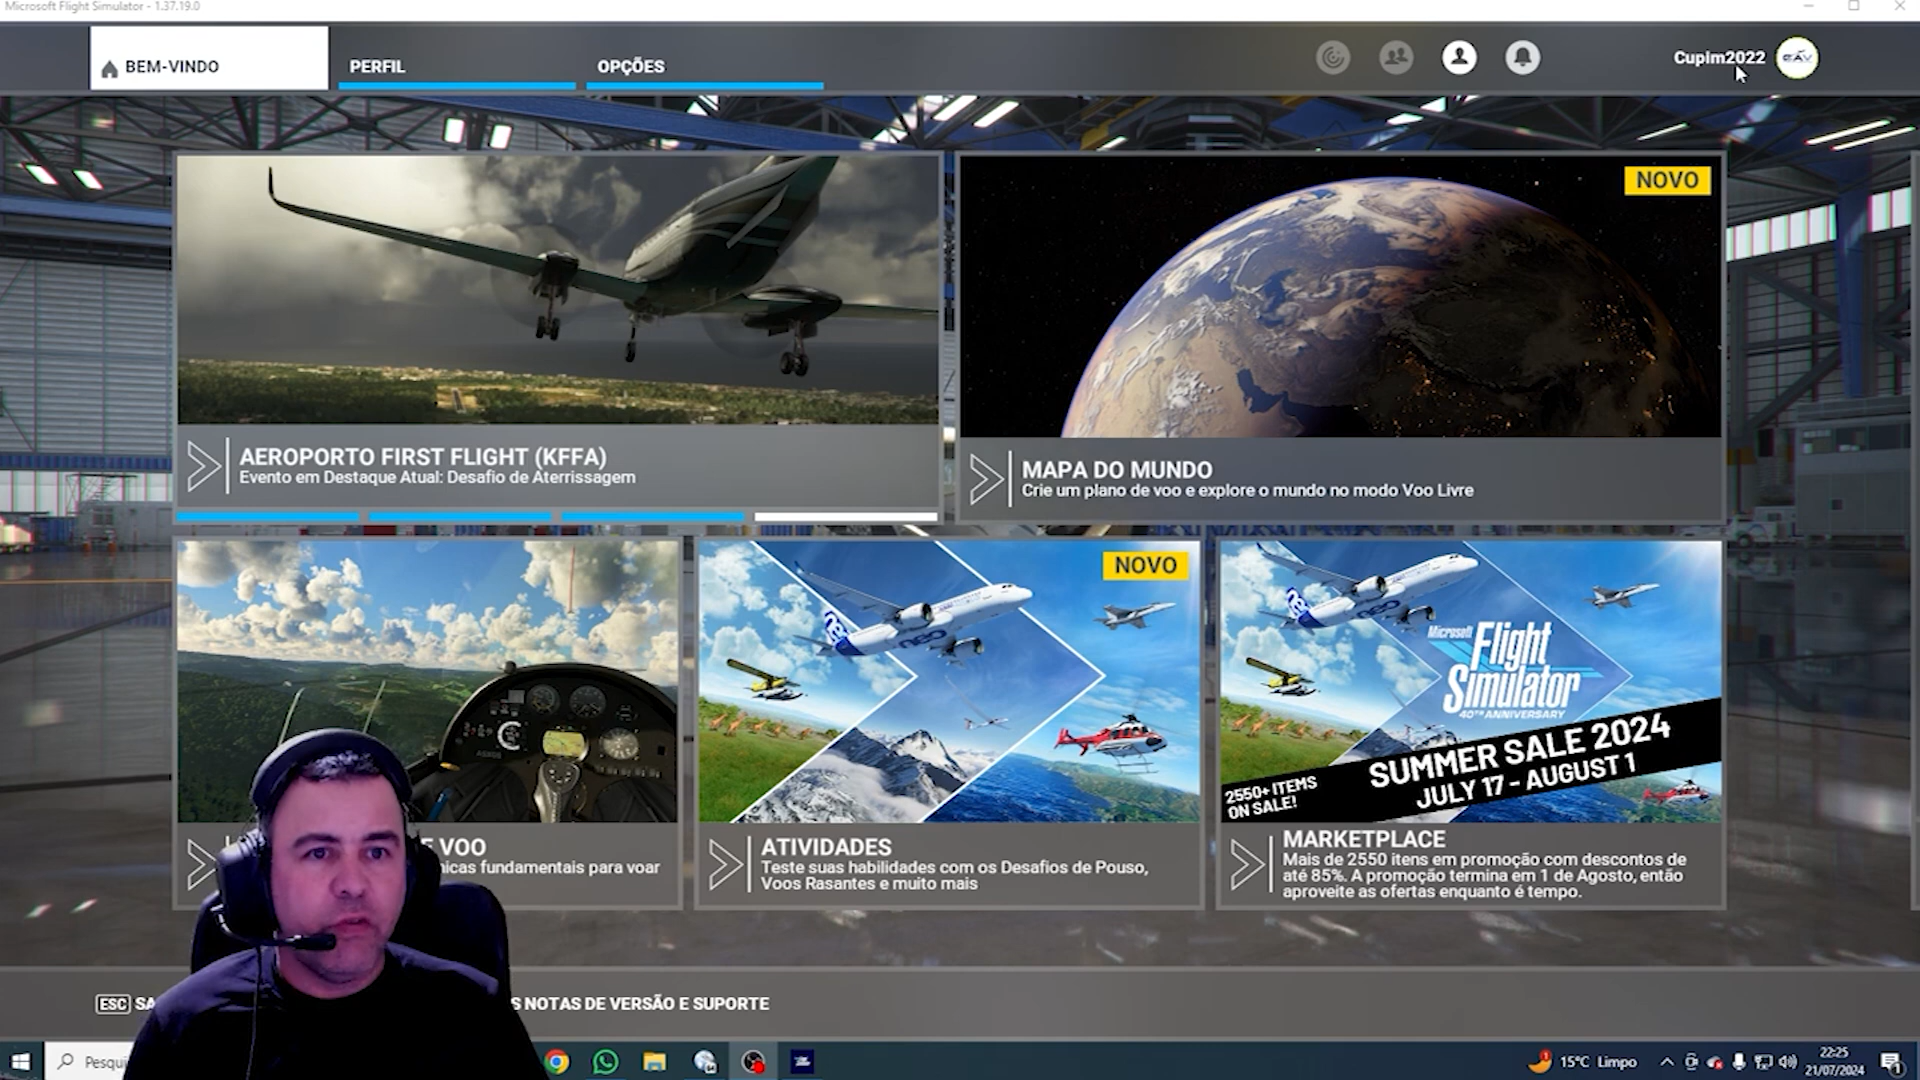 Microsoft Flight Simulator - 1.37.19.0
BEM-VINDO
PERFIL
OPÇÕES
Cupim2022
NOVO
AEROPORTO FIRST FLIGHT (KFFA)
Evento em Destaque Atual: Desafio de Aterrissagem
MAPA DO MUNDO
Crie um plano de voo e explore o mundo no modo Voo Livre
NOVO
neo
neo
Microsoft
Flight
Simulator
40TH ANNIVERSARY
2550+ ITEMS
ON SALE!
SUMMER SALE 2024
JULY 17 - AUGUST 1
E VOO
nicas fundamentais para voar
ATIVIDADES
Teste suas habilidades com os Desafios de Pouso,
Voos Rasantes e muito mais
MARKETPLACE
Mais de 2550 itens em promoção com descontos de
até 85%. A promoção termina em 1 de Agosto, então
aproveite as ofertas enquanto é tempo.
ESC SA
S NOTAS DE VERSÃO E SUPORTE
Pesqui
15°C Limpo
22:25
21/07/2024